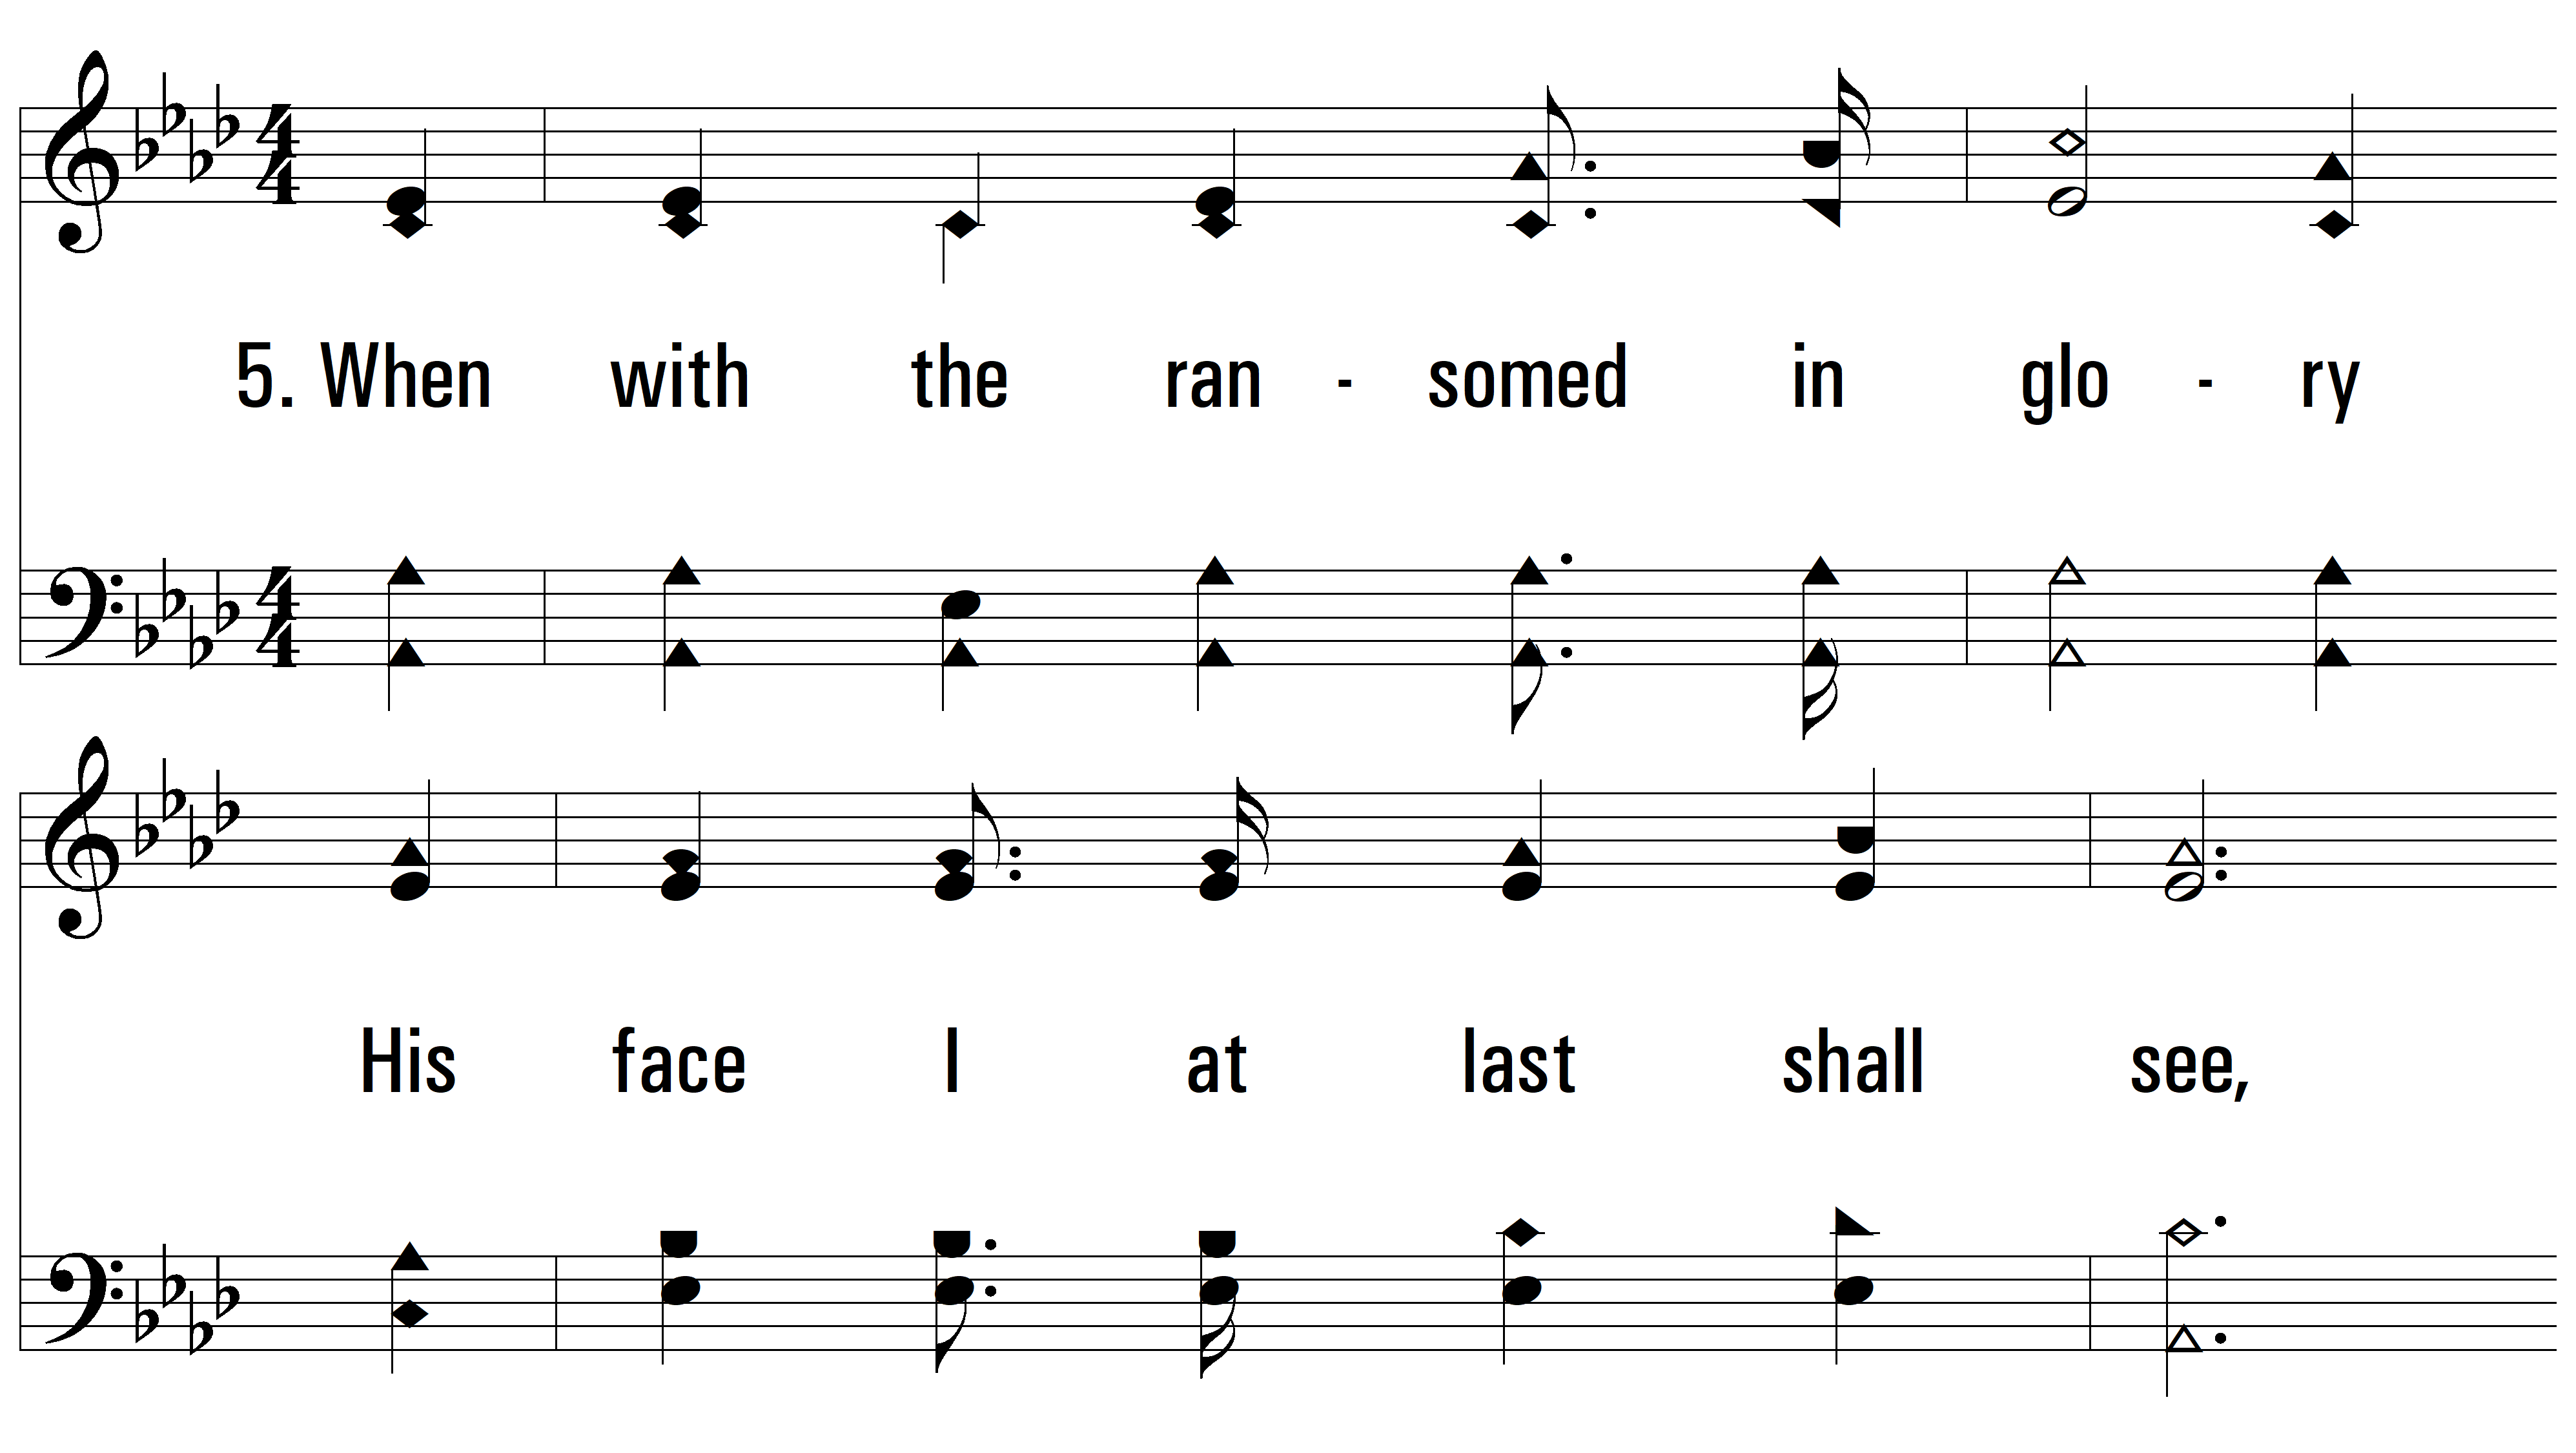 5. When with the ran - somed in glo - ry
His face I at last shall see,